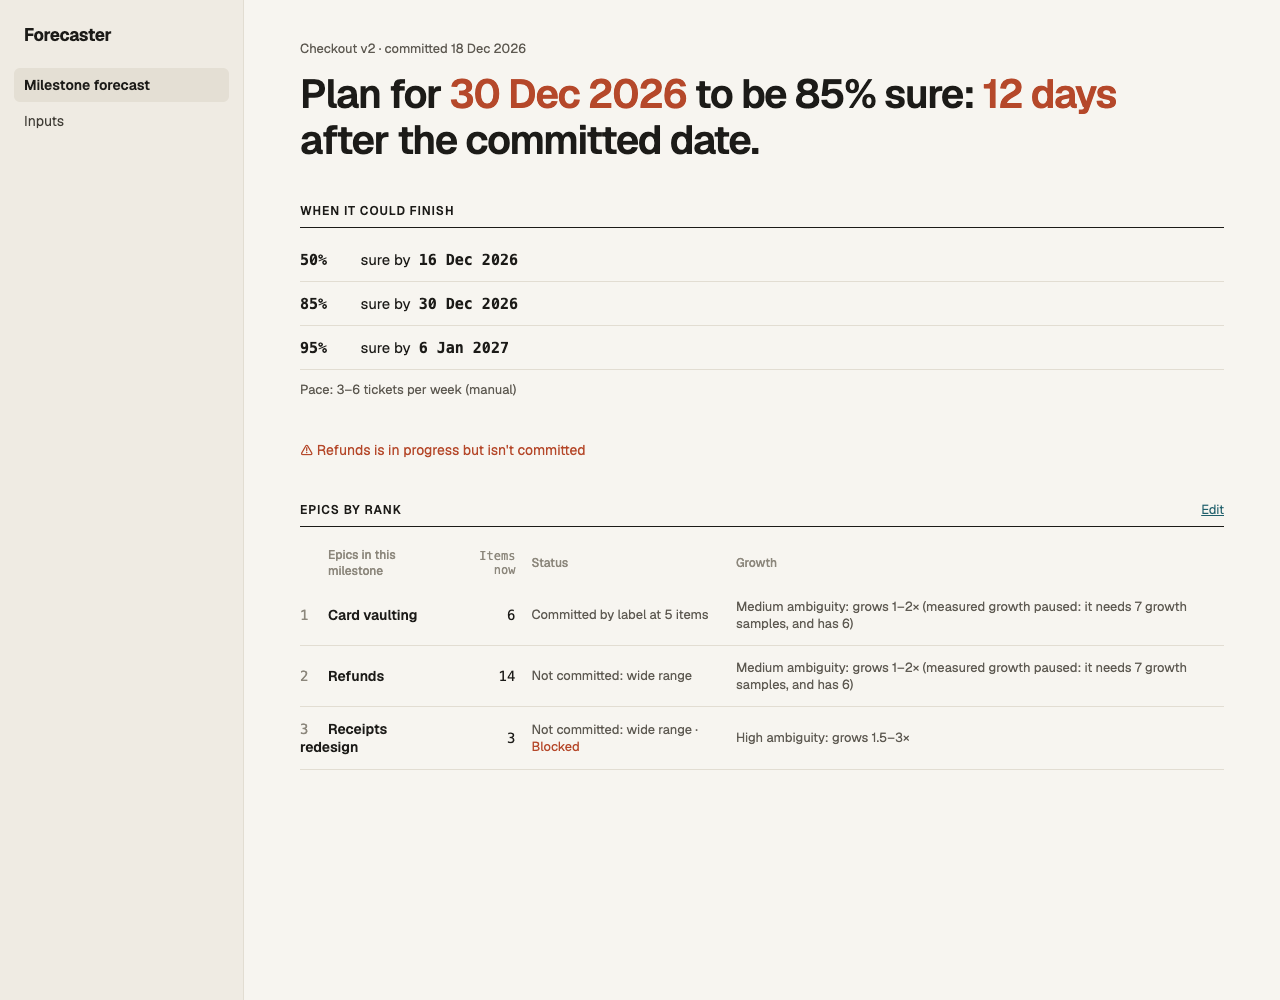 Forecaster
Milestone forecast
Inputs
Checkout v2 · committed 18 Dec 2026
Plan for 30 Dec 2026 to be 85% sure: 12 days
after the committed date.
WHEN IT COULD FINISH
50% sure by 16 Dec 2026
85% sure by 30 Dec 2026
95% sure by 6 Jan 2027
Pace: 3–6 tickets per week (manual)
⚠ Refunds is in progress but isn't committed
EPICS BY RANK Edit
Epics in this
milestone
Items
now
Status
Growth
1 Card vaulting
6
Committed by label at 5 items
Medium ambiguity: grows 1–2× (measured growth paused: it needs 7 growth
samples, and has 6)
2 Refunds
14
Not committed: wide range
Medium ambiguity: grows 1–2× (measured growth paused: it needs 7 growth
samples, and has 6)
3 Receipts
redesign
3
Not committed: wide range ·
Blocked
High ambiguity: grows 1.5–3×